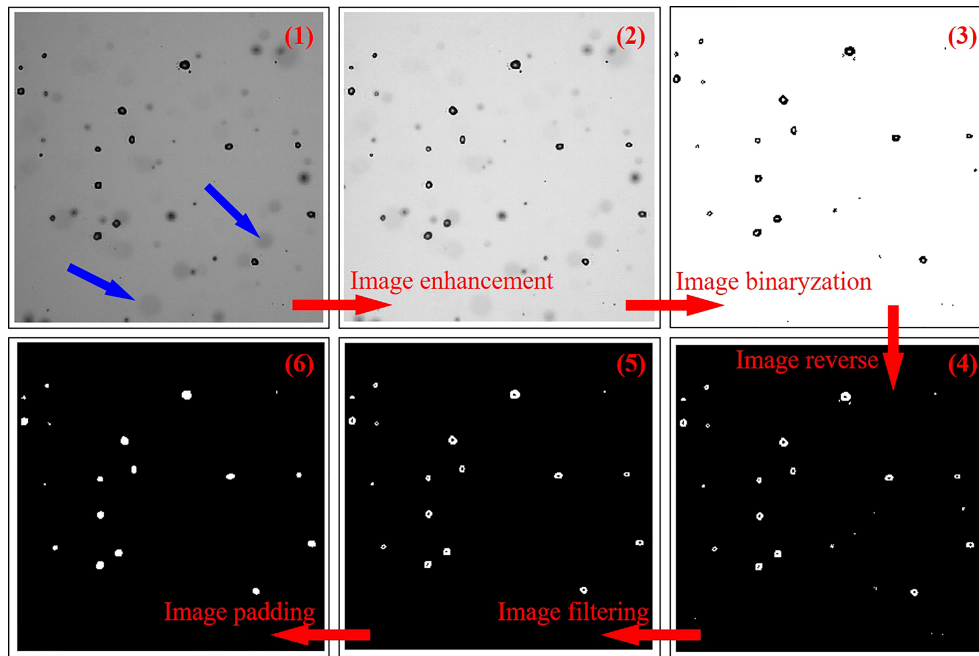 (1)
(2)
(3)
Image enhancement
Image binaryzation
Image reverse
(6)
(5)
(4)
Image padding
Image filtering